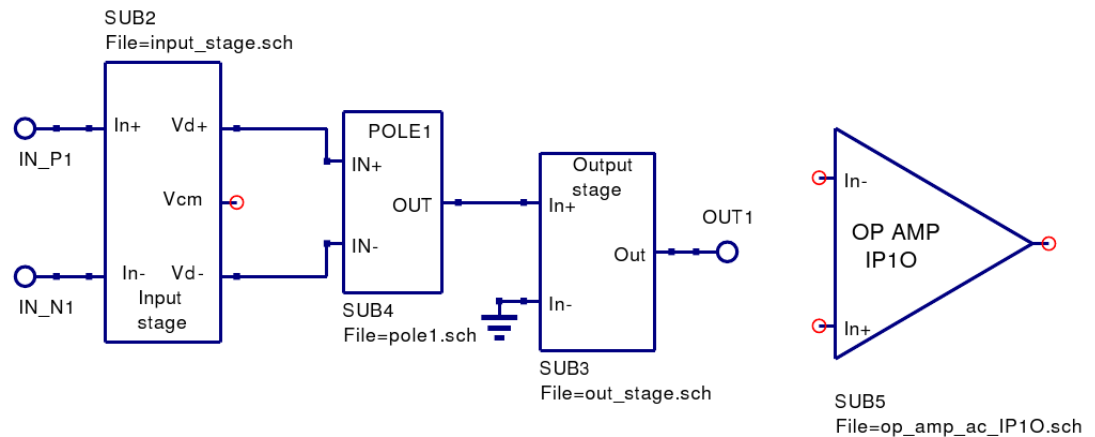 SUB2
File=input_stage.sch
In+
Vd+
Vcm
In-
Vd-
Input
stage
IN_P1
IN_N1
POLE1
IN+
OUT
IN-
SUB4
File=pole1.sch
Output
stage
In+
Out
In-
SUB3
File=out_stage.sch
OUT1
In-
OP AMP
IP1O
In+
SUB5
File=op_amp_ac_IP1O.sch